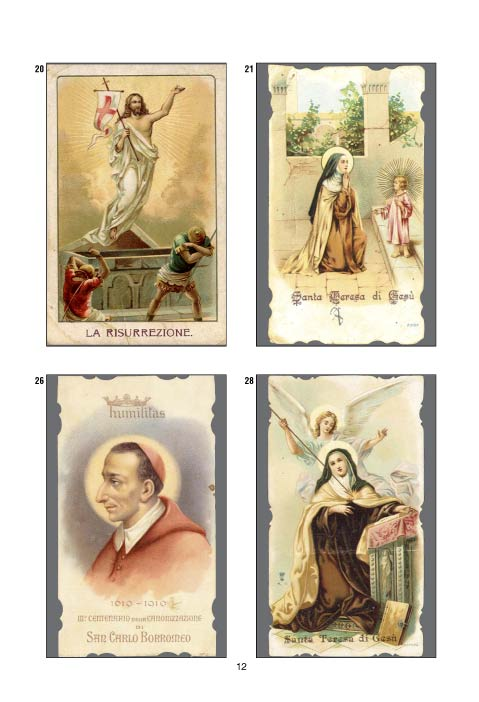 20
LA RISURREZIONE.
21
Santa Teresa di Gesù
26
humilitas
1610-1910
III° CENTENARIO DELLA CANONIZZAZIONE
DI
SAN CARLO BORROMEO
28
Santa Teresa di Gesù
12